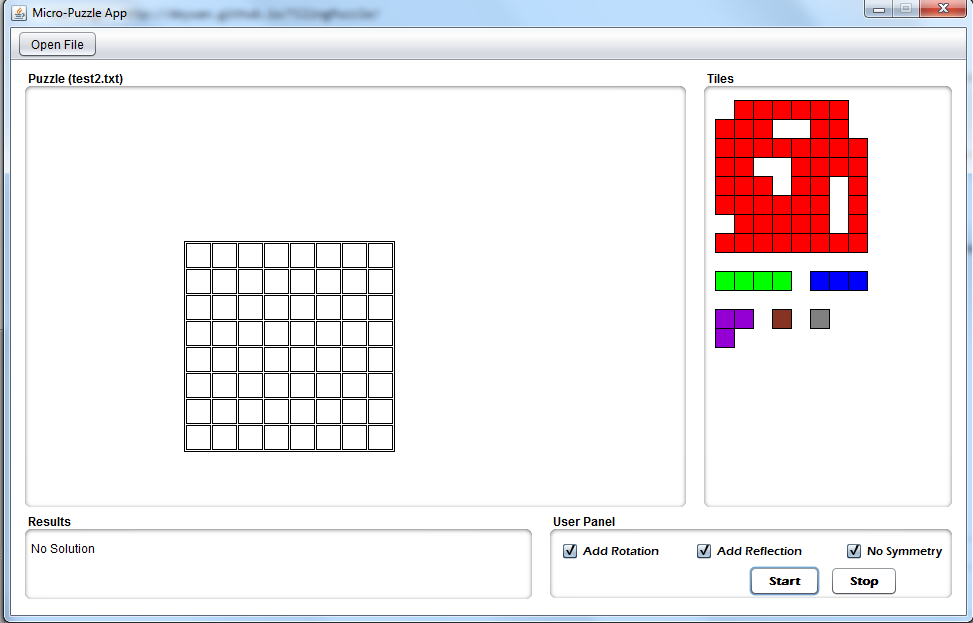 Micro-Puzzle App
Open File
Puzzle (test2.txt)
Tiles
Results
No Solution
User Panel
Add Rotation
Add Reflection
No Symmetry
Start
Stop